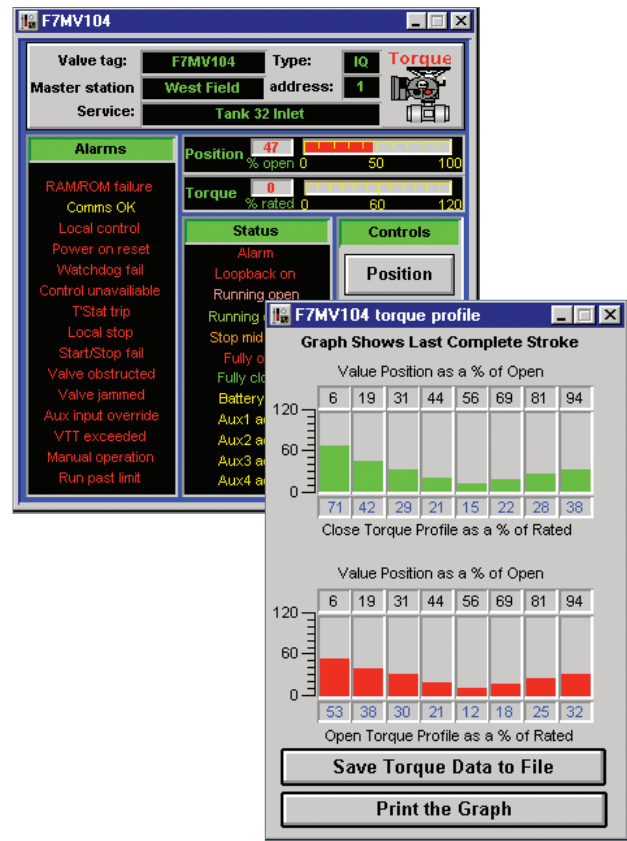 F7MV104
Valve tag: F7MV104 Type: IQ Torque
Master station West Field address: 1
Service: Tank 32 Inlet
Alarms
RAM/ROM failure
Comms OK
Local control
Power on reset
Watchdog fail
Control unavailiable
T'Stat trip
Local stop
Start/Stop fail
Valve obstructed
Valve jammed
Aux input override
VTT exceeded
Manual operation
Run past limit
Position 47
% open 0 50 100
Torque 0
% rated 0 60 120
Status
Alarm
Loopback on
Running open
Running
Stop mid
Fully o
Fully clo
Battery
Aux1 a
Aux2 a
Aux3 a
Aux4 a
Controls
Position
F7MV104 torque profile
Graph Shows Last Complete Stroke
Value Position as a % of Open
6 19 31 44 56 69 81 94
120
60
0
71 42 29 21 15 22 28 38
Close Torque Profile as a % of Rated
Value Position as a % of Open
6 19 31 44 56 69 81 94
120
60
0
53 38 30 21 12 18 25 32
Open Torque Profile as a % of Rated
Save Torque Data to File
Print the Graph